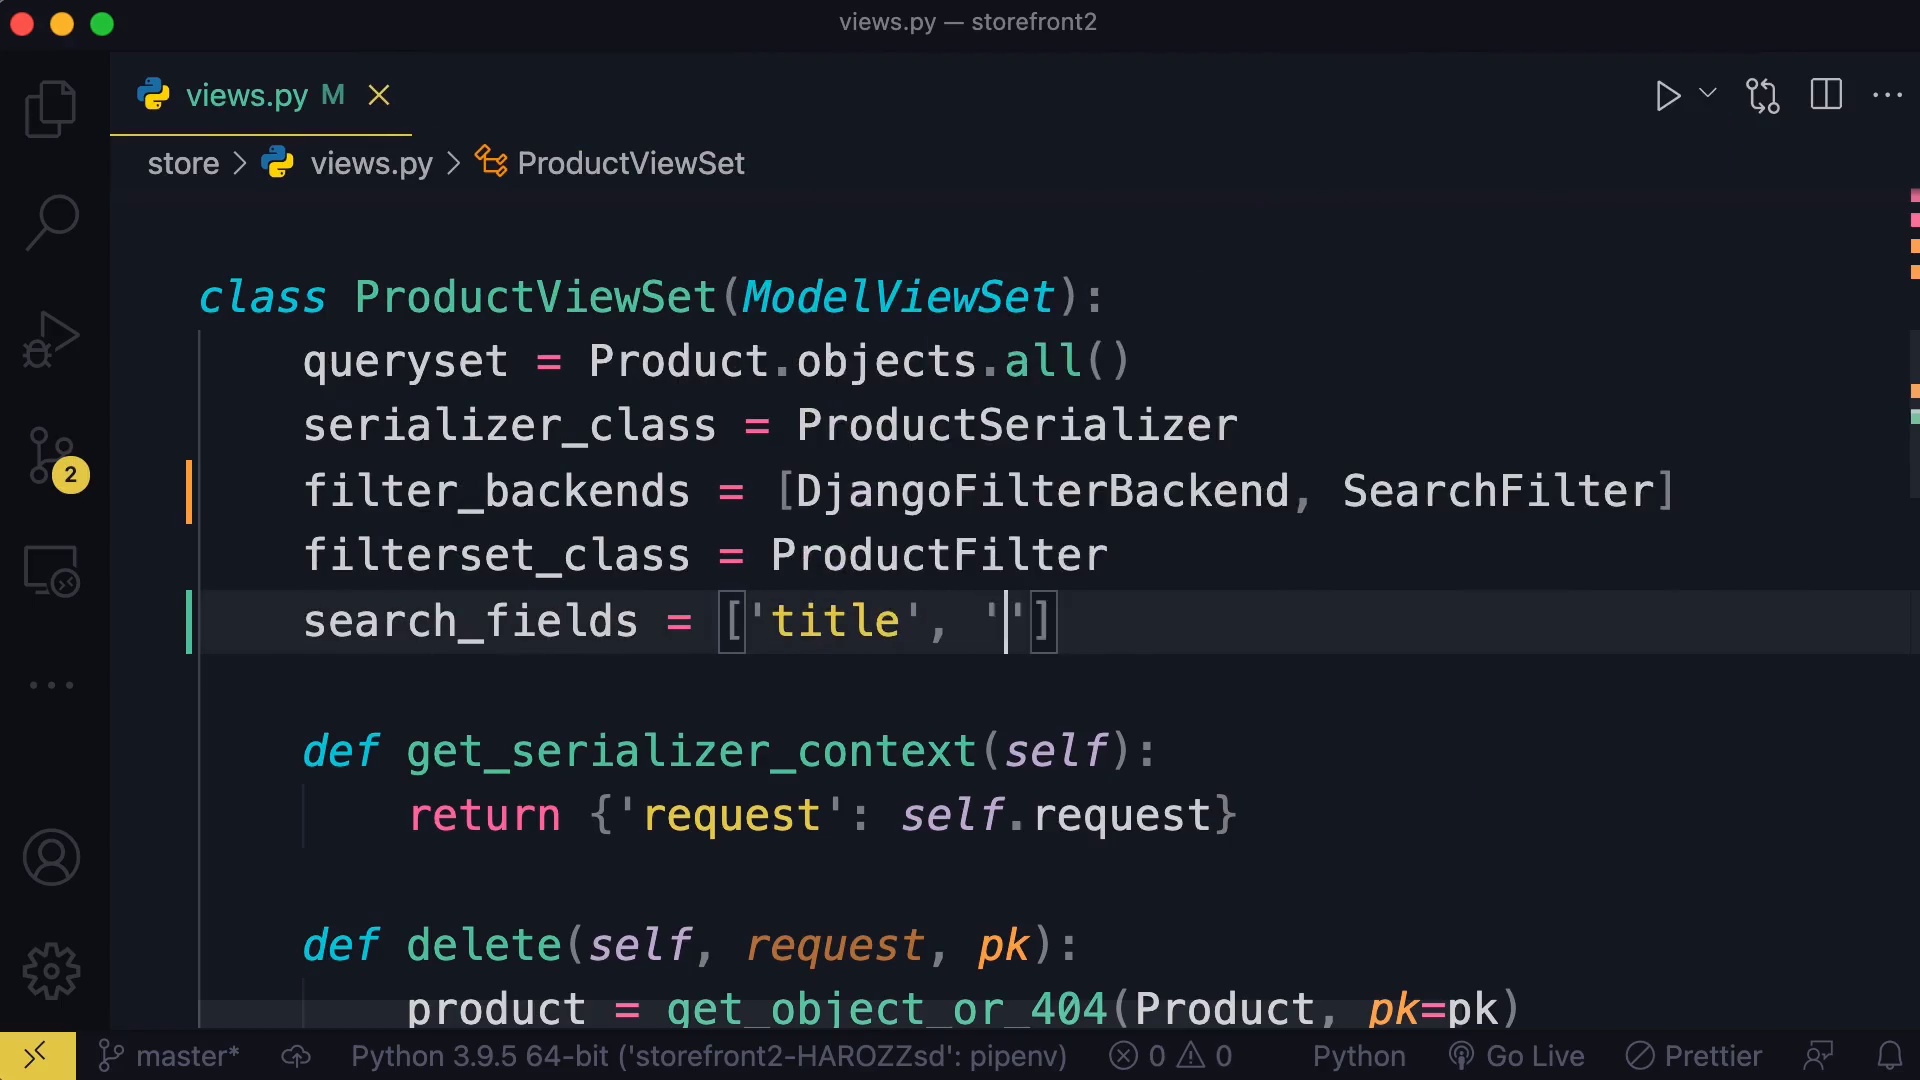 views.py — storefront2
views.py M
store > views.py > ProductViewSet
class ProductViewSet(ModelViewSet):
    queryset = Product.objects.all()
    serializer_class = ProductSerializer
    filter_backends = [DjangoFilterBackend, SearchFilter]
    filterset_class = ProductFilter
    search_fields = ['title', '']
    def get_serializer_context(self):
        return {'request': self.request}
    def delete(self, request, pk):
        product = get_object_or_404(Product, pk=pk)
2
master* Python 3.9.5 64-bit ('storefront2-HAROZZsd': pipenv) 0 0 Python Go Live Prettier